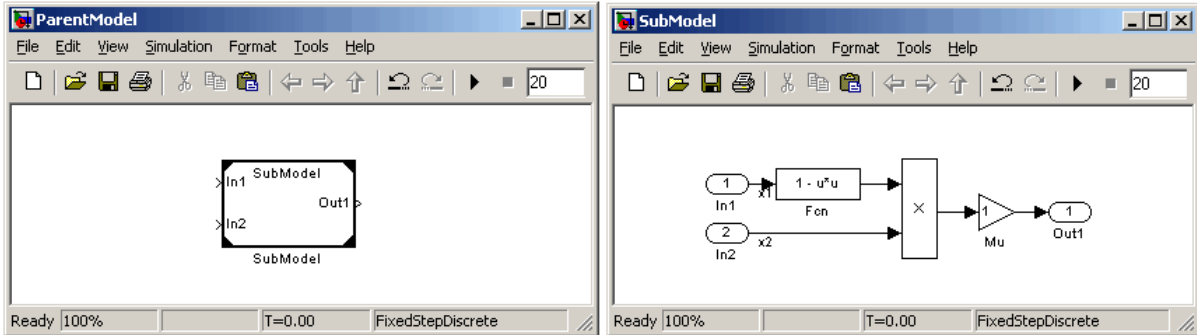 ParentModel
File Edit View Simulation Format Tools Help
20
SubModel
In1
Out1
In2
SubModel
Ready 100% T=0.00 FixedStepDiscrete
SubModel
File Edit View Simulation Format Tools Help
20
1 1 - u*u
x1
In1 Fcn
× 1 1
2 Mu Out1
x2
In2
Ready 100% T=0.00 FixedStepDiscrete